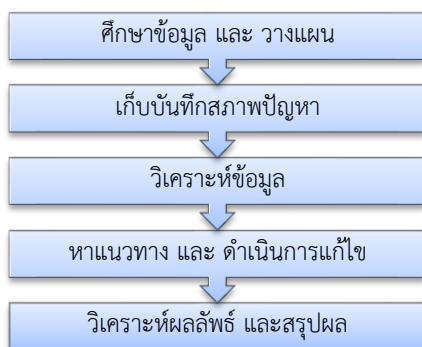 ศึกษาข้อมูล และ วางแผน
เก็บบันทึกสภาพปัญหา
วิเคราะห์ข้อมูล
หาแนวทาง และ ดำเนินการแก้ไข
วิเคราะห์ผลลัพธ์ และสรุปผล